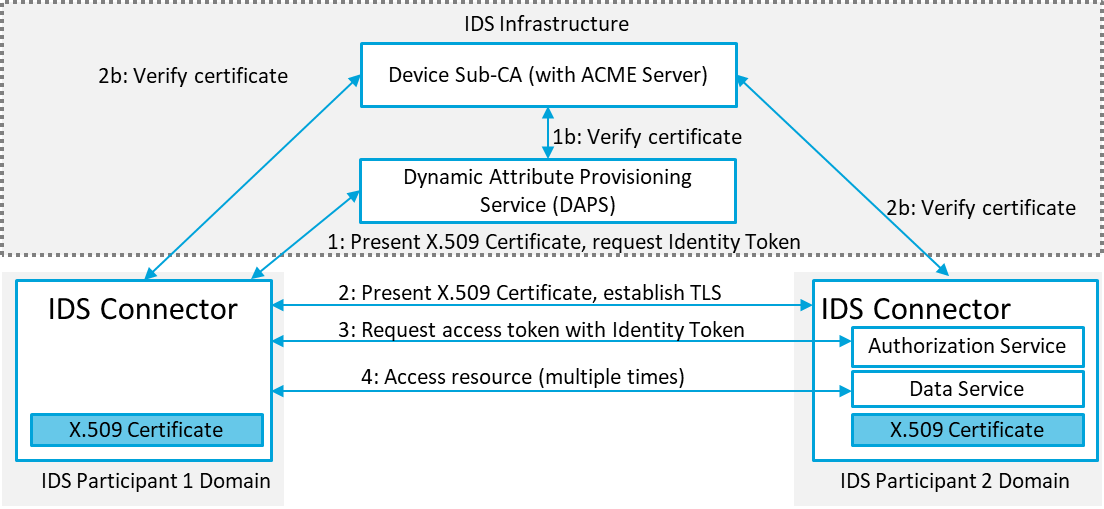 IDS Infrastructure
2b: Verify certificate
Device Sub-CA (with ACME Server)
1b: Verify certificate
Dynamic Attribute Provisioning
Service (DAPS)
2b: Verify certificate
1: Present X.509 Certificate, request Identity Token
IDS Connector
2: Present X.509 Certificate, establish TLS
IDS Connector
3: Request access token with Identity Token
Authorization Service
4: Access resource (multiple times)
Data Service
X.509 Certificate
X.509 Certificate
IDS Participant 1 Domain
IDS Participant 2 Domain